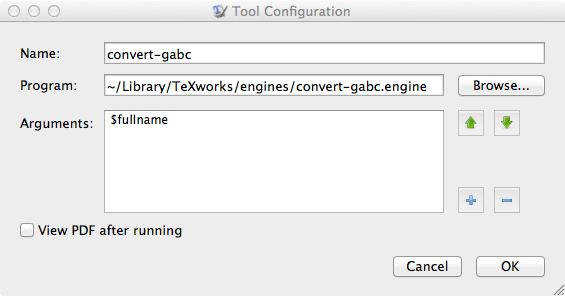 Tool Configuration
Name: convert-gabc
Program: ~/Library/TeXworks/engines/convert-gabc.engine Browse...
Arguments: $fullname
View PDF after running
Cancel OK